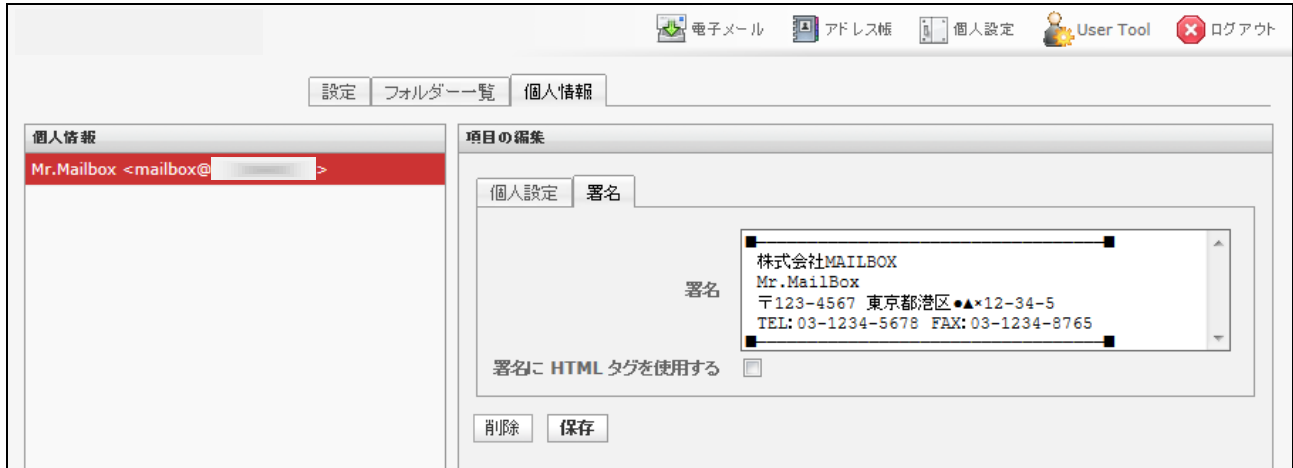 電子メール アドレス帳 個人設定 User Tool ログアウト
設定 フォルダー一覧 個人情報
個人情報
Mr.Mailbox <mailbox@ >
項目の編集
個人設定 署名
署名
■─────────────────────────────────■
株式会社MAILBOX
Mr.MailBox
〒123-4567 東京都港区●▲×12-34-5
TEL:03-1234-5678 FAX:03-1234-8765
■─────────────────────────────────■
署名に HTML タグを使用する
削除 保存